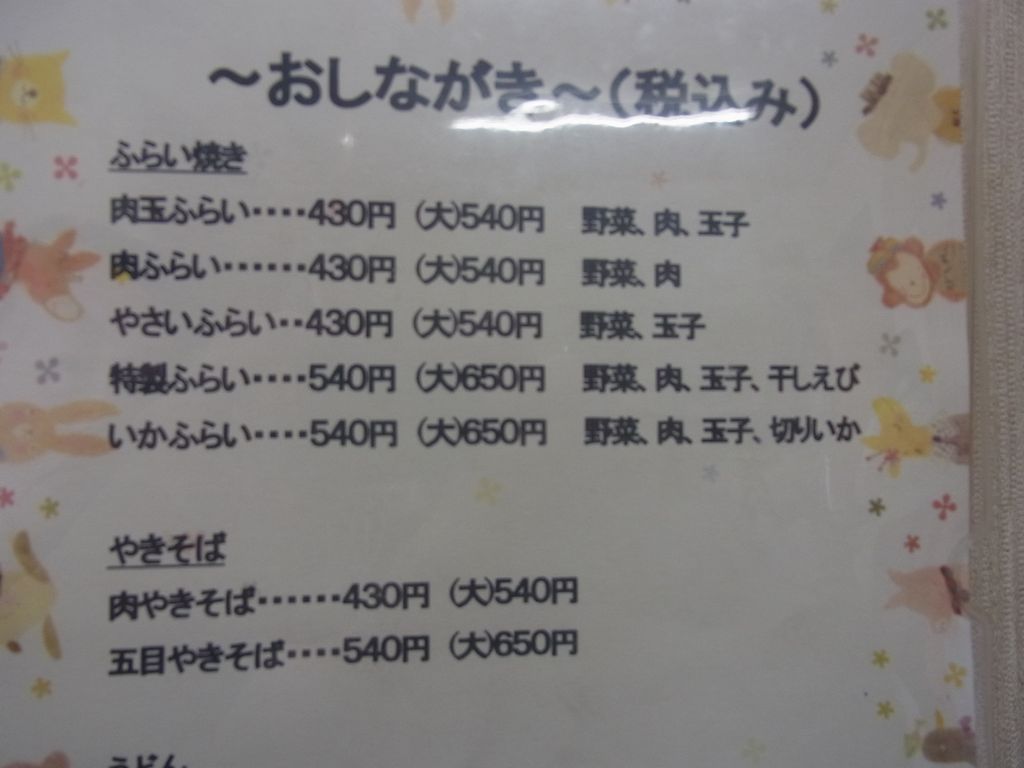 ～おしながき～(税込み)
ふらい焼き
肉玉ふらい････430円 (大)540円 野菜、肉、玉子
肉ふらい･･････430円 (大)540円 野菜、肉
やさいふらい･･430円 (大)540円 野菜、玉子
特製ふらい････540円 (大)650円 野菜、肉、玉子、干しえび
いかふらい････540円 (大)650円 野菜、肉、玉子、切りいか
やきそば
肉やきそば･･････430円 (大)540円
五目やきそば････540円 (大)650円
うどん